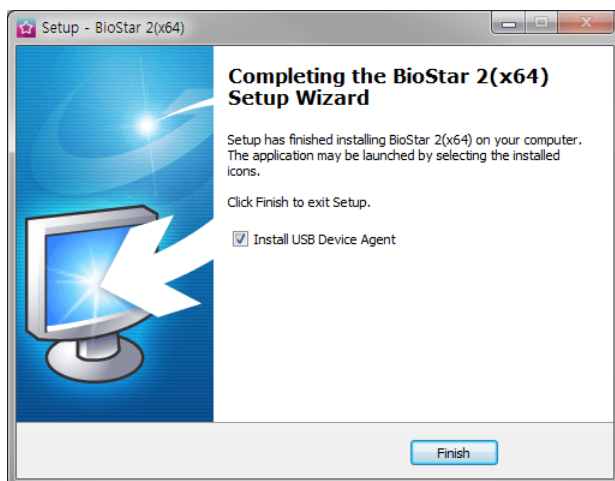 Setup - BioStar 2(x64)
Completing the BioStar 2(x64)
Setup Wizard
Setup has finished installing BioStar 2(x64) on your computer.
The application may be launched by selecting the installed
icons.
Click Finish to exit Setup.
Install USB Device Agent
Finish